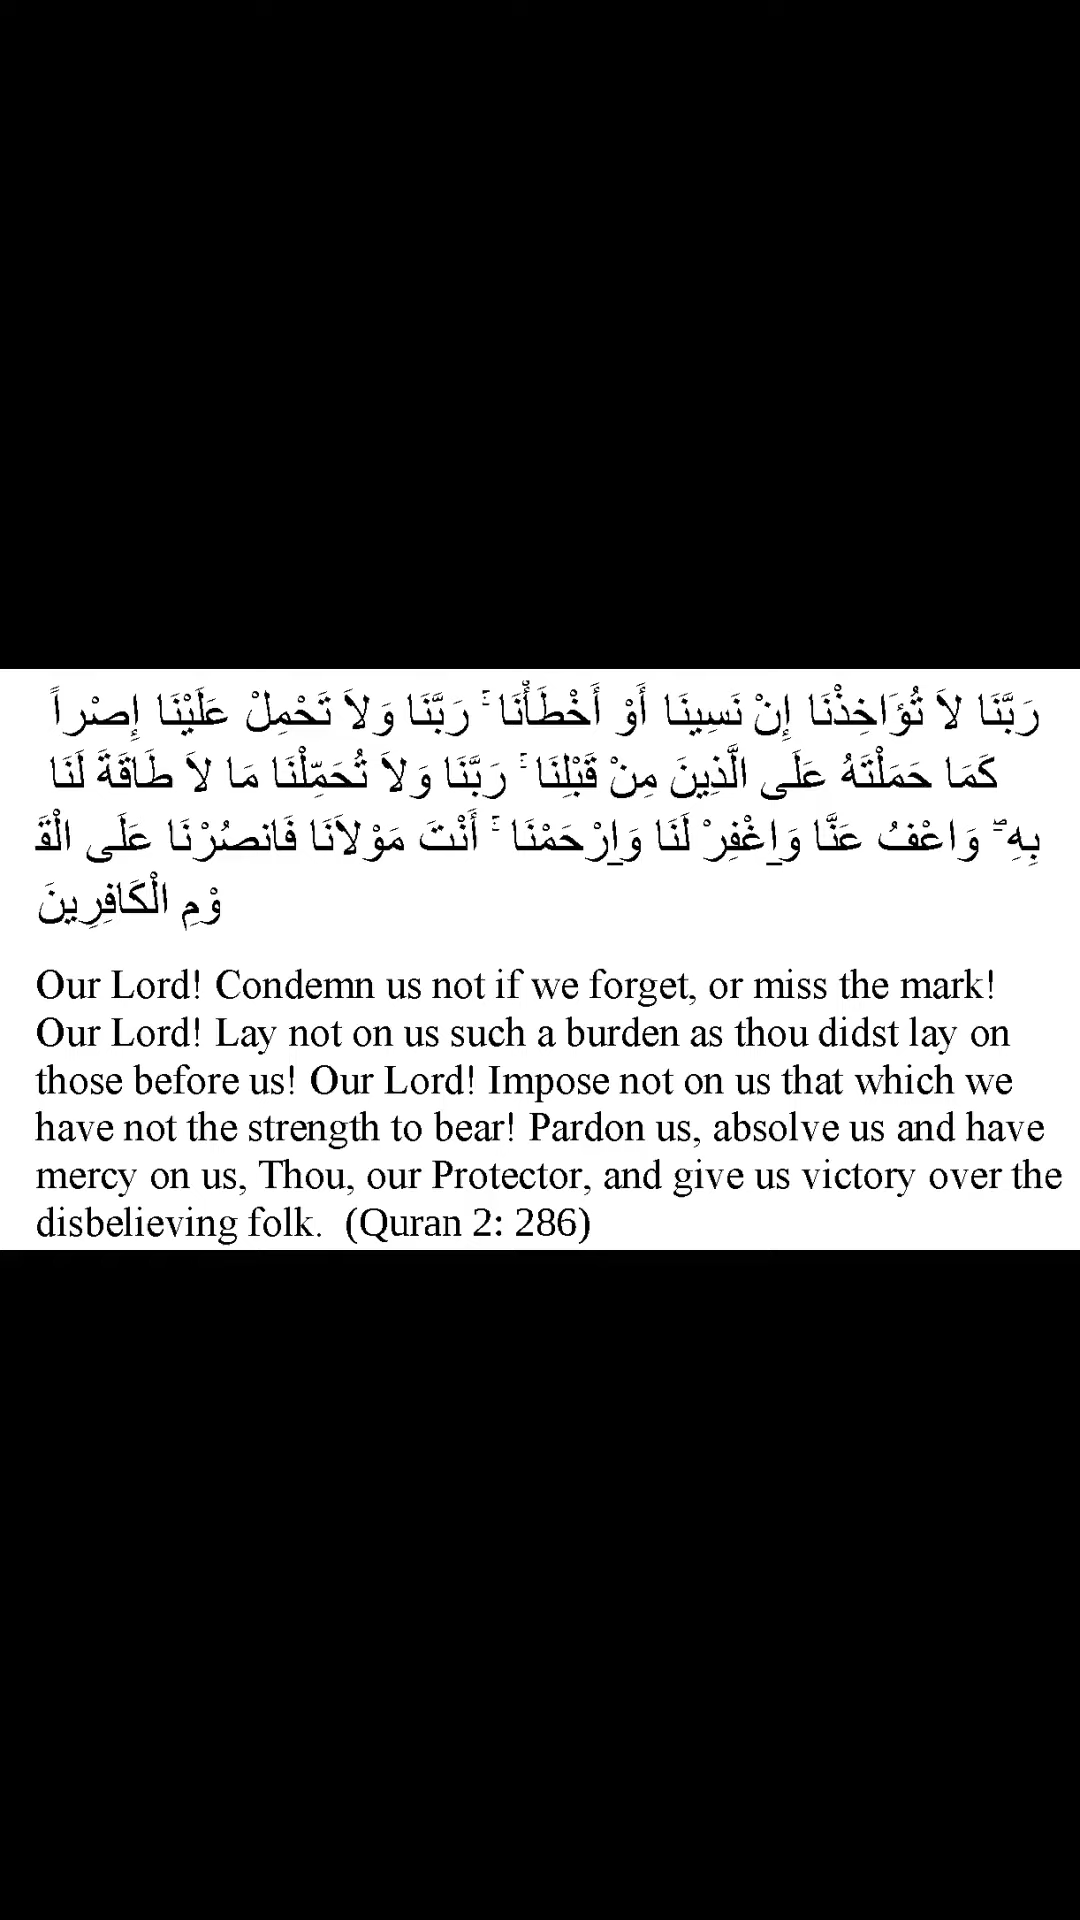 رَبَّنَا لاَ تُؤَاخِذْنَا إِنْ نَسِينَا أَوْ أَخْطَأْنَا ۚ رَبَّنَا وَلاَ تَحْمِلْ عَلَيْنَا إِصْراً
كَمَا حَمَلْتَهُ عَلَى الَّذِينَ مِنْ قَبْلِنَا ۚ رَبَّنَا وَلاَ تُحَمِّلْنَا مَا لاَ طَاقَةَ لَنَا
بِهِ ۖ وَاعْفُ عَنَّا وَاِغْفِرْ لَنَا وَاِرْحَمْنَا ۚ أَنْتَ مَوْلاَنَا فَانصُرْنَا عَلَى الْقَ
وْمِ الْكَافِرِينَ
Our Lord! Condemn us not if we forget, or miss the mark!
Our Lord! Lay not on us such a burden as thou didst lay on
those before us! Our Lord! Impose not on us that which we
have not the strength to bear! Pardon us, absolve us and have
mercy on us, Thou, our Protector, and give us victory over the
disbelieving folk.  (Quran 2: 286)